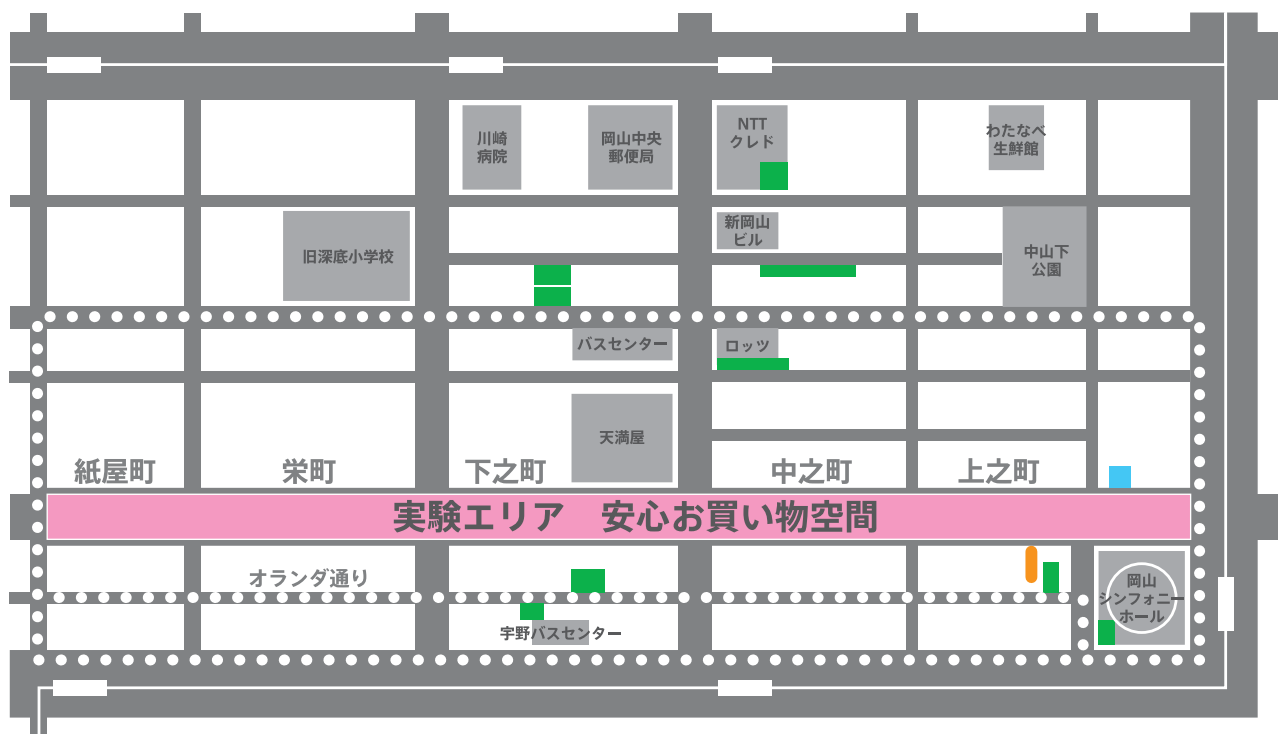 川崎
病院
岡山中央
郵便局
NTT
クレド
わたなべ
生鮮館
新岡山
ビル
旧深底小学校
中山下
公園
バスセンター
ロッツ
天満屋
紙屋町
栄町
下之町
中之町
上之町
実験エリア　安心お買い物空間
オランダ通り
岡山
シンフォニー
ホール
宇野バスセンター